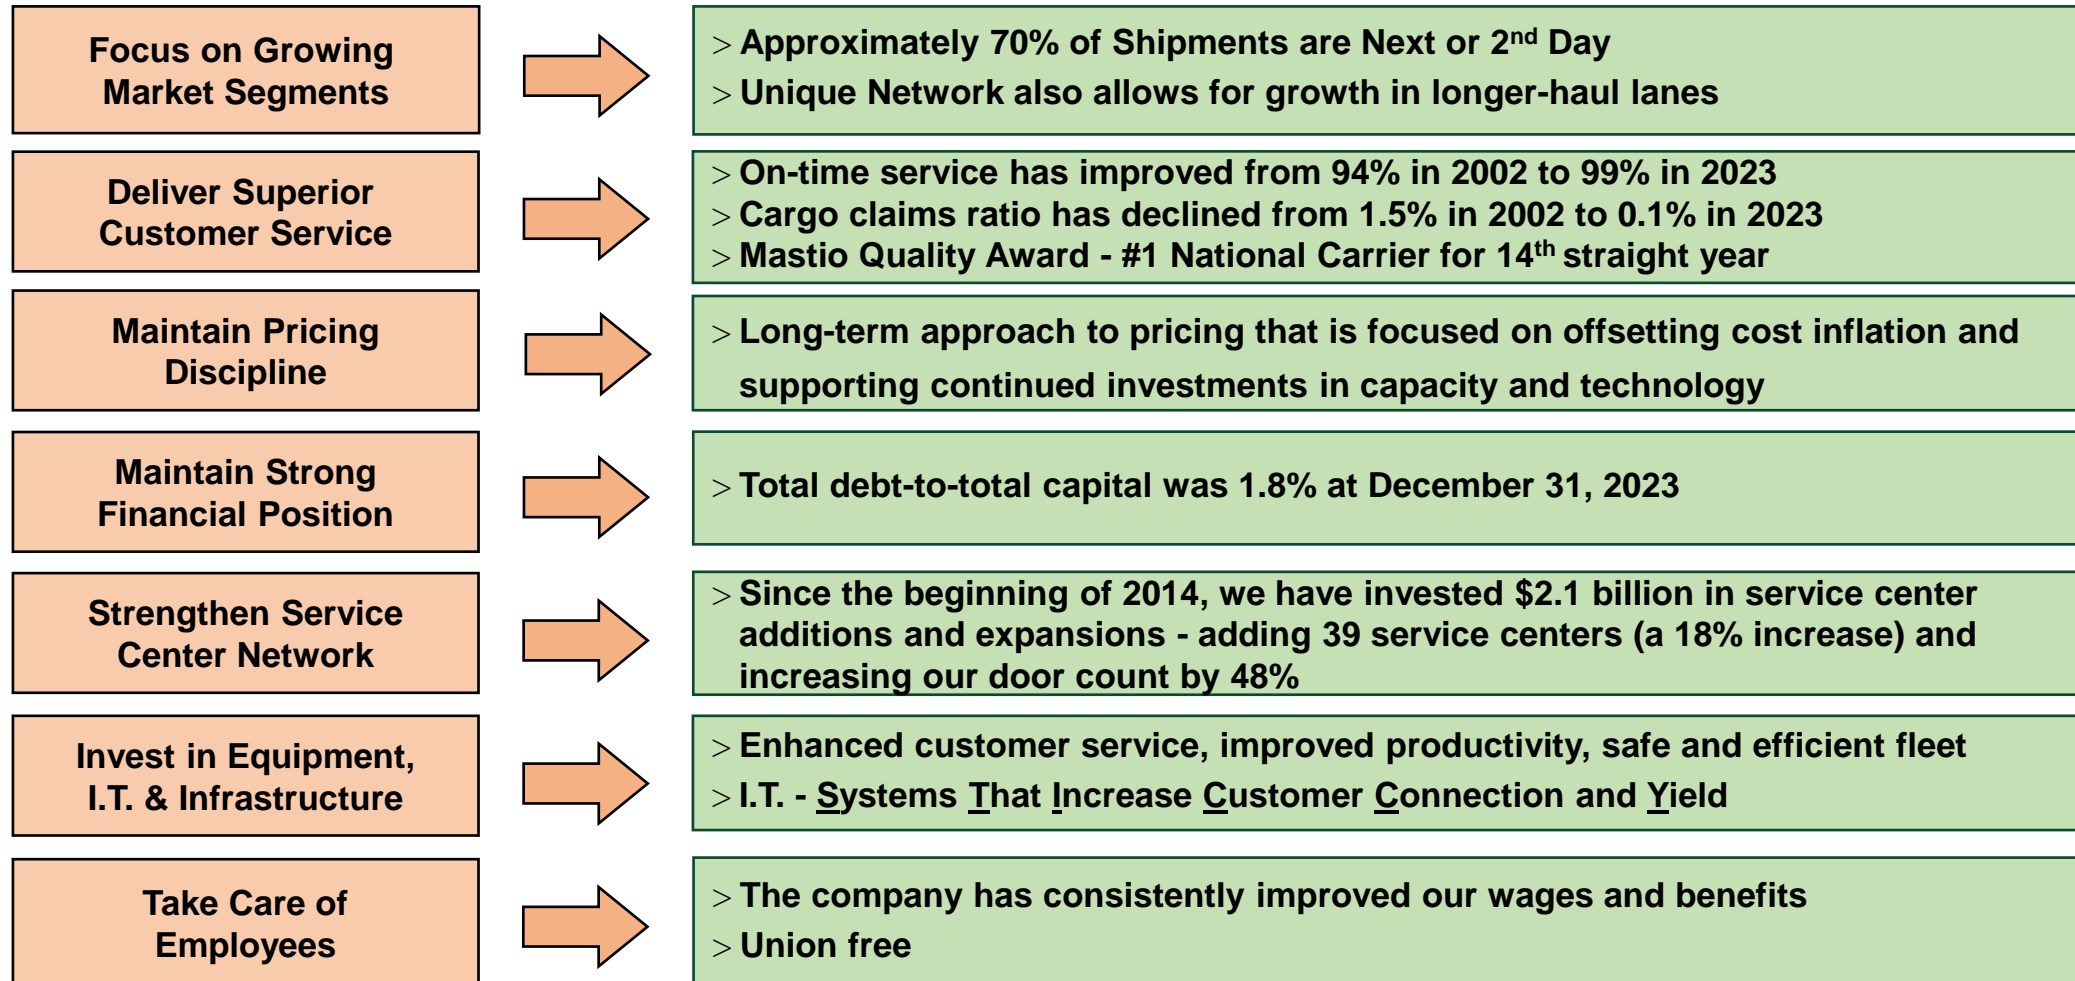 Focus on Growing
Market Segments
> Approximately 70% of Shipments are Next or 2nd Day
> Unique Network also allows for growth in longer-haul lanes
Deliver Superior
Customer Service
> On-time service has improved from 94% in 2002 to 99% in 2023
> Cargo claims ratio has declined from 1.5% in 2002 to 0.1% in 2023
> Mastio Quality Award - #1 National Carrier for 14th straight year
Maintain Pricing
Discipline
> Long-term approach to pricing that is focused on offsetting cost inflation and
supporting continued investments in capacity and technology
Maintain Strong
Financial Position
> Total debt-to-total capital was 1.8% at December 31, 2023
Strengthen Service
Center Network
> Since the beginning of 2014, we have invested $2.1 billion in service center
additions and expansions - adding 39 service centers (a 18% increase) and
increasing our door count by 48%
Invest in Equipment,
I.T. & Infrastructure
> Enhanced customer service, improved productivity, safe and efficient fleet
> I.T. - Systems That Increase Customer Connection and Yield
Take Care of
Employees
> The company has consistently improved our wages and benefits
> Union free